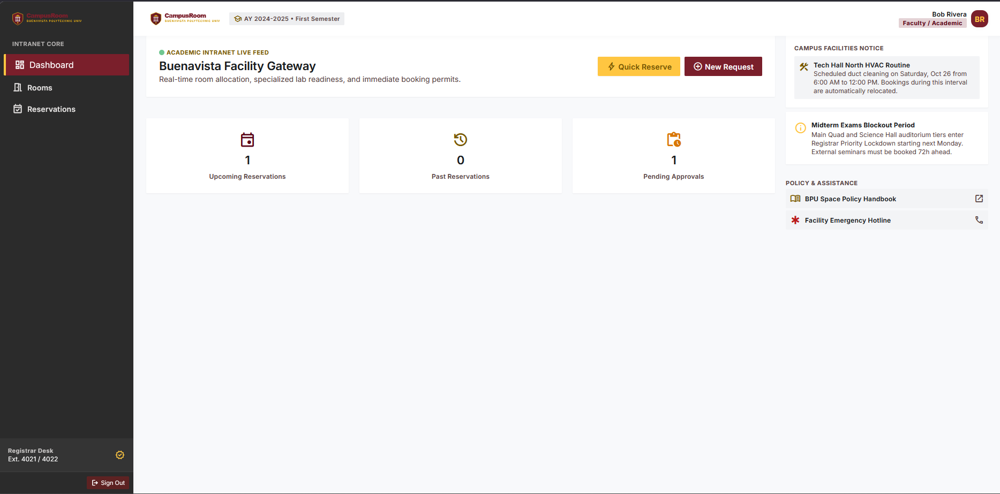 CampusRoom
BUENAVISTA POLYTECHNIC UNIV
INTRANET CORE
Dashboard
Rooms
Reservations
Registrar Desk
Ext. 4021 / 4022
Sign Out
CampusRoom
BUENAVISTA POLYTECHNIC UNIV
AY 2024-2025 • First Semester
Bob Rivera
Faculty / Academic
BR
ACADEMIC INTRANET LIVE FEED
Buenavista Facility Gateway
Real-time room allocation, specialized lab readiness, and immediate booking permits.
Quick Reserve
New Request
1
Upcoming Reservations
0
Past Reservations
1
Pending Approvals
CAMPUS FACILITIES NOTICE
Tech Hall North HVAC Routine
Scheduled duct cleaning on Saturday, Oct 26 from
6:00 AM to 12:00 PM. Bookings during this interval
are automatically relocated.
Midterm Exams Blockout Period
Main Quad and Science Hall auditorium tiers enter
Registrar Priority Lockdown starting next Monday.
External seminars must be booked 72h ahead.
POLICY & ASSISTANCE
BPU Space Policy Handbook
Facility Emergency Hotline